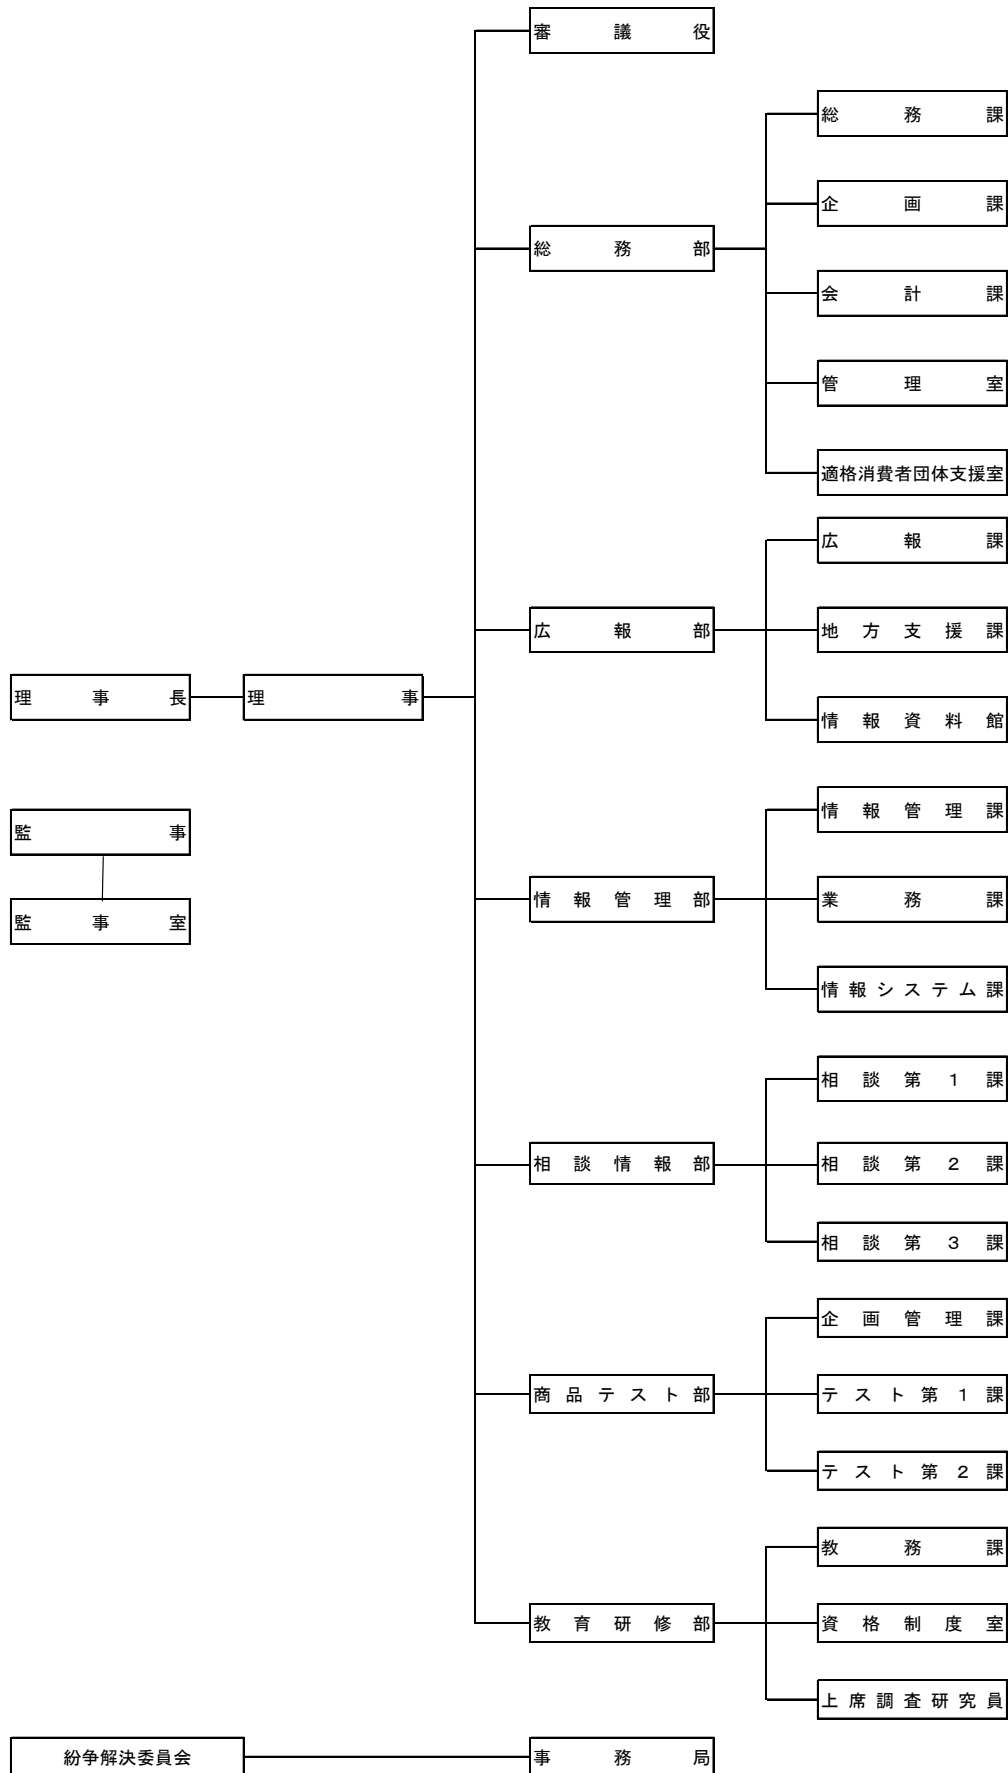 審議役
総務課
企画課
総務部
会計課
管理室
適格消費者団体支援室
広報課
広報部
地方支援課
理事長
理事
情報資料館
情報管理課
監事
情報管理部
業務課
監事室
情報システム課
相談第１課
相談情報部
相談第２課
相談第３課
企画管理課
商品テスト部
テスト第１課
テスト第２課
教務課
教育研修部
資格制度室
上席調査研究員
紛争解決委員会
事務局